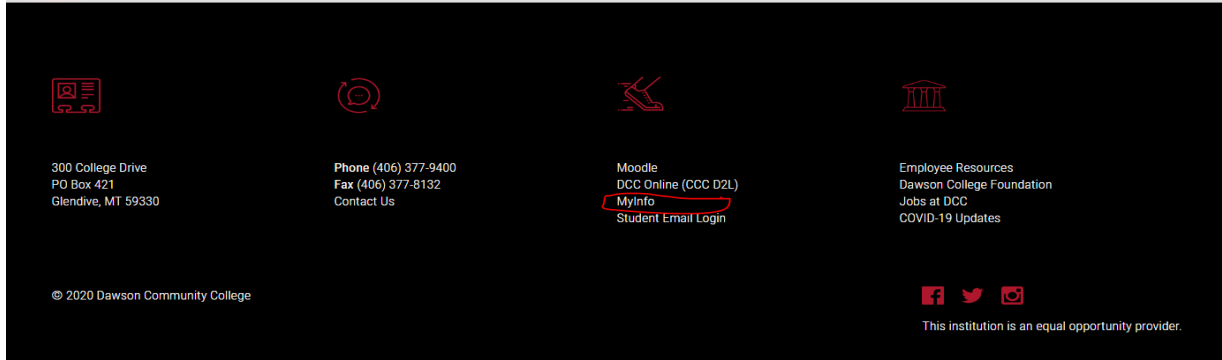 300 College Drive
PO Box 421
Glendive, MT 59330
Phone (406) 377-9400
Fax (406) 377-8132
Contact Us
Moodle
DCC Online (CCC D2L)
MyInfo
Student Email Login
Employee Resources
Dawson College Foundation
Jobs at DCC
COVID-19 Updates
© 2020 Dawson Community College
This institution is an equal opportunity provider.